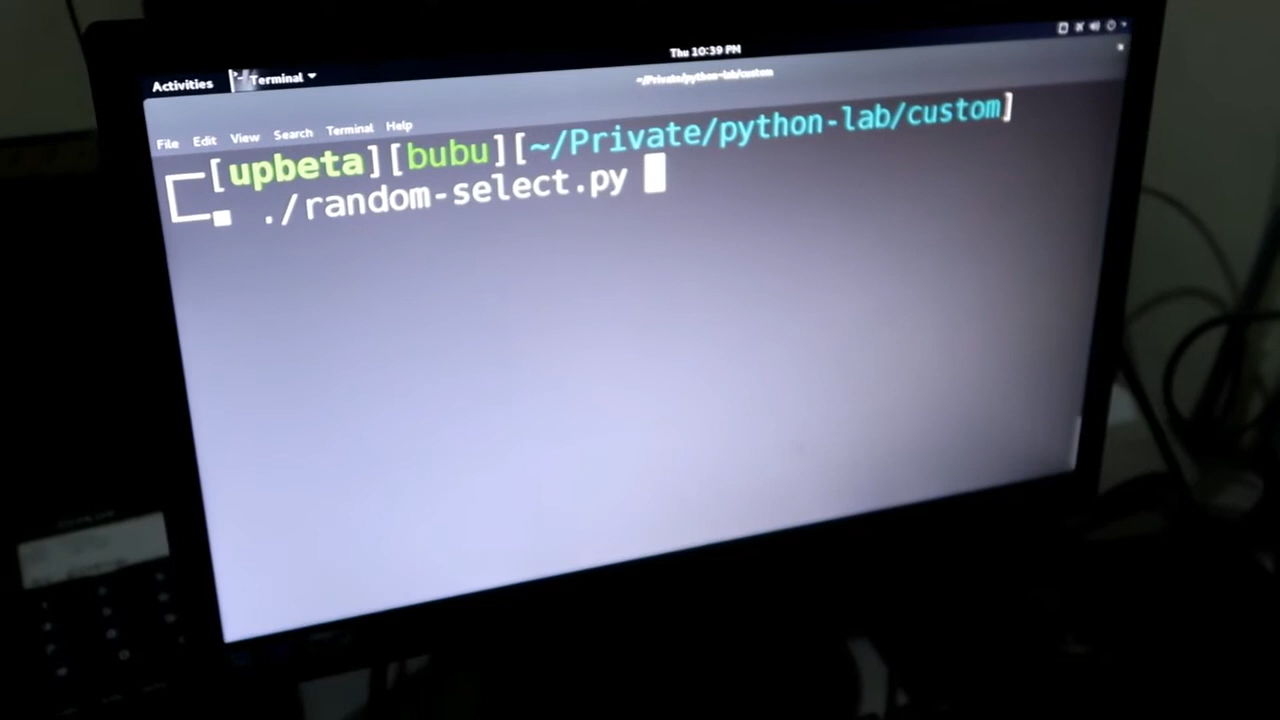 Thu 10:39 PM
Activities Terminal
~/Private/python-lab/custom
File Edit View Search Terminal Help
[upbeta][bubu][~/Private/python-lab/custom]
./random-select.py